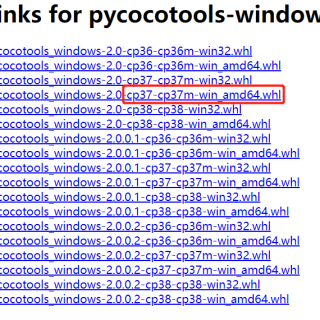 inks for pycocotools-window
cocotools_windows-2.0-cp36-cp36m-win32.whl
cocotools_windows-2.0-cp36-cp36m-win_amd64.whl
cocotools_windows-2.0-cp37-cp37m-win32.whl
cocotools_windows-2.0-cp37-cp37m-win_amd64.whl
cocotools_windows-2.0-cp38-cp38-win32.whl
cocotools_windows-2.0-cp38-cp38-win_amd64.whl
cocotools_windows-2.0.0.1-cp36-cp36m-win32.whl
cocotools_windows-2.0.0.1-cp36-cp36m-win_amd64.whl
cocotools_windows-2.0.0.1-cp37-cp37m-win32.whl
cocotools_windows-2.0.0.1-cp37-cp37m-win_amd64.whl
cocotools_windows-2.0.0.1-cp38-cp38-win32.whl
cocotools_windows-2.0.0.1-cp38-cp38-win_amd64.whl
cocotools_windows-2.0.0.2-cp36-cp36m-win32.whl
cocotools_windows-2.0.0.2-cp36-cp36m-win_amd64.whl
cocotools_windows-2.0.0.2-cp37-cp37m-win32.whl
cocotools_windows-2.0.0.2-cp37-cp37m-win_amd64.whl
cocotools_windows-2.0.0.2-cp38-cp38-win32.whl
cocotools_windows-2.0.0.2-cp38-cp38-win_amd64.whl